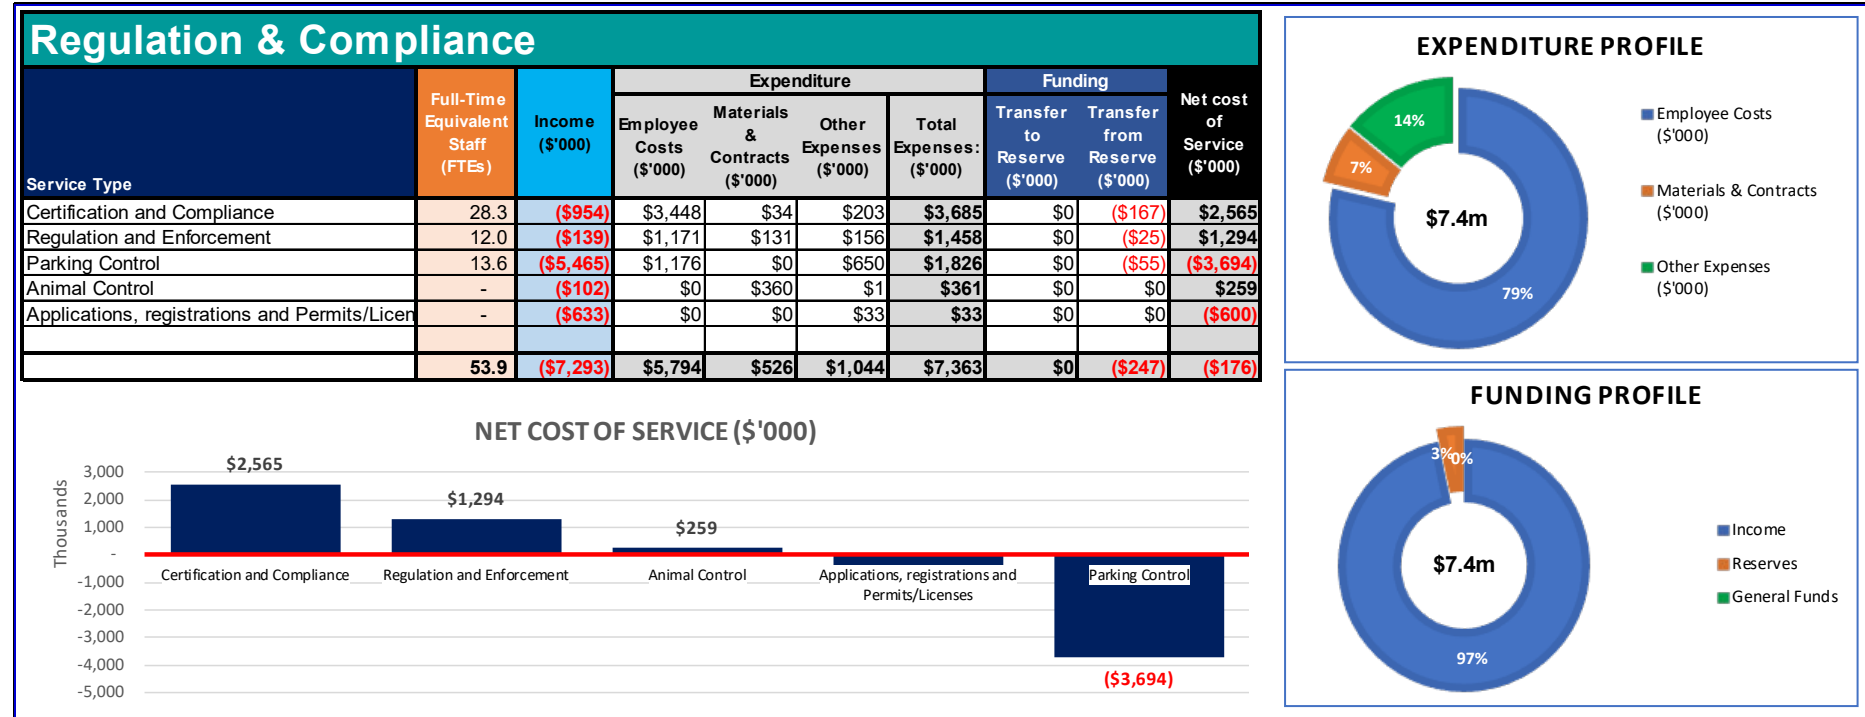 Regulation & Compliance
Service Type
Full-Time
Equivalent
Staff
(FTEs)
Income
($'000)
Expenditure
Employee
Costs
($'000)
Materials
&
Contracts
($'000)
Other
Expenses
($'000)
Total
Expenses:
($'000)
Funding
Transfer
to
Reserve
($'000)
Transfer
from
Reserve
($'000)
Net cost
of
Service
($'000)
Certification and Compliance 28.3 ($954) $3,448 $34 $203 $3,685 $0 ($167) $2,565
Regulation and Enforcement 12.0 ($139) $1,171 $131 $156 $1,458 $0 ($25) $1,294
Parking Control 13.6 ($5,465) $1,176 $0 $650 $1,826 $0 ($55) ($3,694)
Animal Control - ($102) $0 $360 $1 $361 $0 $0 $259
Applications, registrations and Permits/Licen - ($633) $0 $0 $33 $33 $0 $0 ($600)
53.9 ($7,293) $5,794 $526 $1,044 $7,363 $0 ($247) ($176)
NET COST OF SERVICE ($'000)
Thousands
3,000
2,000
1,000
-
-1,000
-2,000
-3,000
-4,000
-5,000
$2,565
$1,294
$259
($3,694)
Certification and Compliance
Regulation and Enforcement
Animal Control
Applications, registrations and
Permits/Licenses
Parking Control
EXPENDITURE PROFILE
14%
7%
79%
$7.4m
Employee Costs
($'000)
Materials & Contracts
($'000)
Other Expenses
($'000)
FUNDING PROFILE
3%
0%
97%
$7.4m
Income
Reserves
General Funds